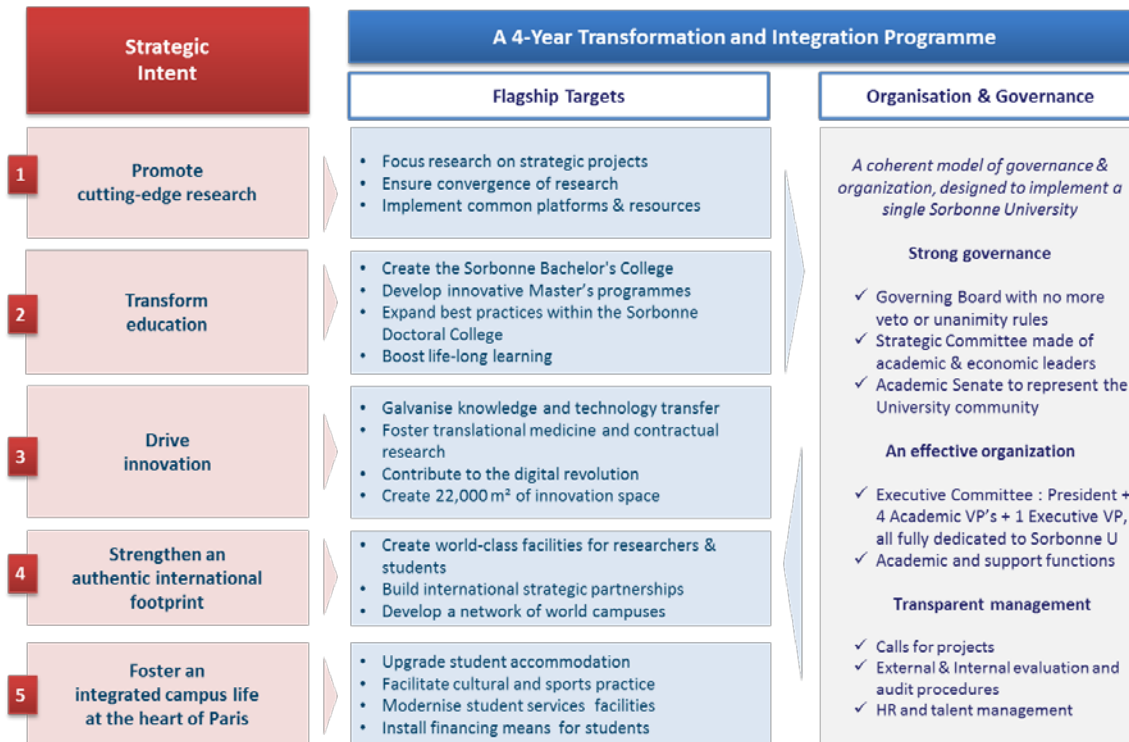 Strategic
Intent
A 4-Year Transformation and Integration Programme
Flagship Targets
Organisation & Governance
1
Promote
cutting-edge research
• Focus research on strategic projects
• Ensure convergence of research
• Implement common platforms & resources
2
Transform
education
• Create the Sorbonne Bachelor's College
• Develop innovative Master's programmes
• Expand best practices within the Sorbonne
Doctoral College
• Boost life-long learning
3
Drive
innovation
• Galvanise knowledge and technology transfer
• Foster translational medicine and contractual
research
• Contribute to the digital revolution
• Create 22,000 m² of innovation space
4
Strengthen an
authentic international
footprint
• Create world-class facilities for researchers &
students
• Build international strategic partnerships
• Develop a network of world campuses
5
Foster an
integrated campus life
at the heart of Paris
• Upgrade student accommodation
• Facilitate cultural and sports practice
• Modernise student services facilities
• Install financing means for students
A coherent model of governance &
organization, designed to implement a
single Sorbonne University
Strong governance
✓ Governing Board with no more
veto or unanimity rules
✓ Strategic Committee made of
academic & economic leaders
✓ Academic Senate to represent the
University community
An effective organization
✓ Executive Committee : President +
4 Academic VP's + 1 Executive VP,
all fully dedicated to Sorbonne U
✓ Academic and support functions
Transparent management
✓ Calls for projects
✓ External & Internal evaluation and
audit procedures
✓ HR and talent management